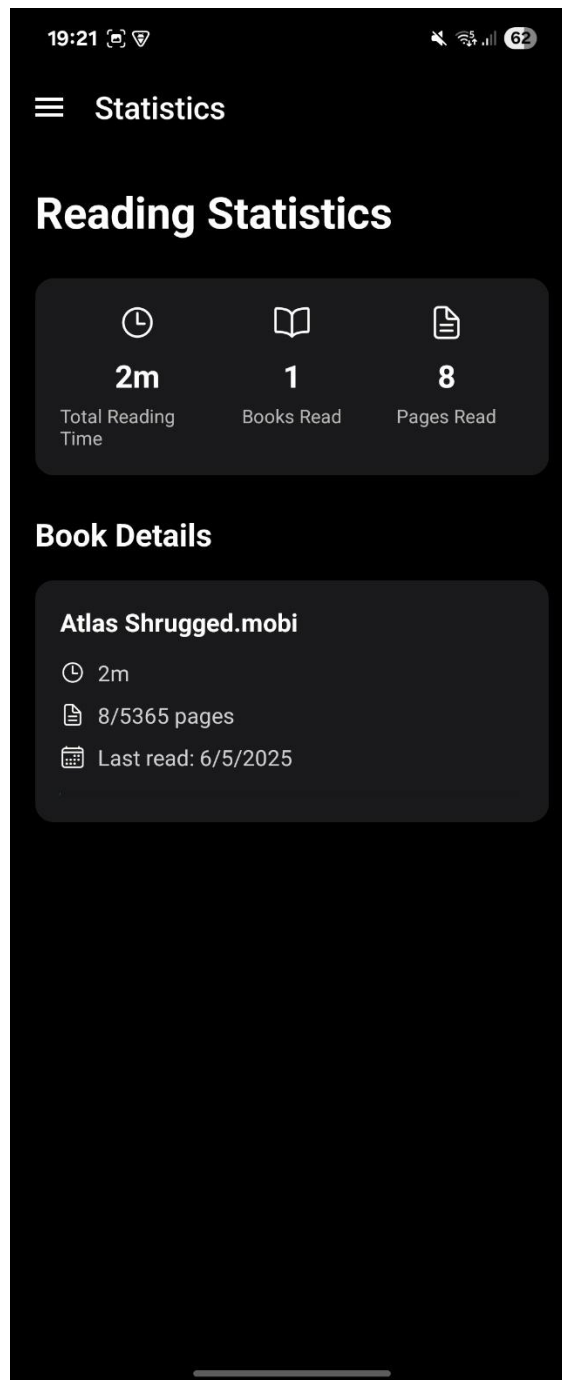 19:21
62
Statistics
Reading Statistics
2m
1
8
Total Reading
Time
Books Read
Pages Read
Book Details
Atlas Shrugged.mobi
2m
8/5365 pages
Last read: 6/5/2025